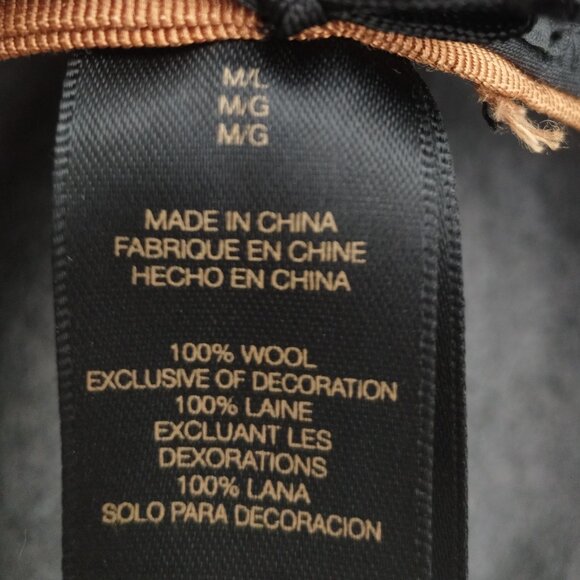 M/L
M/G
M/G
MADE IN CHINA
FABRIQUE EN CHINE
HECHO EN CHINA
100% WOOL
EXCLUSIVE OF DECORATION
100% LAINE
EXCLUANT LES
DEXORATIONS
100% LANA
SOLO PARA DECORACION